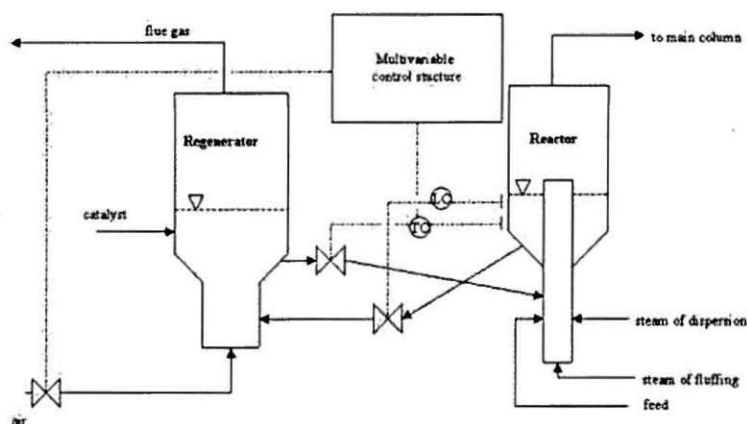 flue gas
Multivariable
control stucture
to main column
Regenerator
Reactor
LC
TC
catalyst
steam of dispersion
steam of fluffing
feed
air